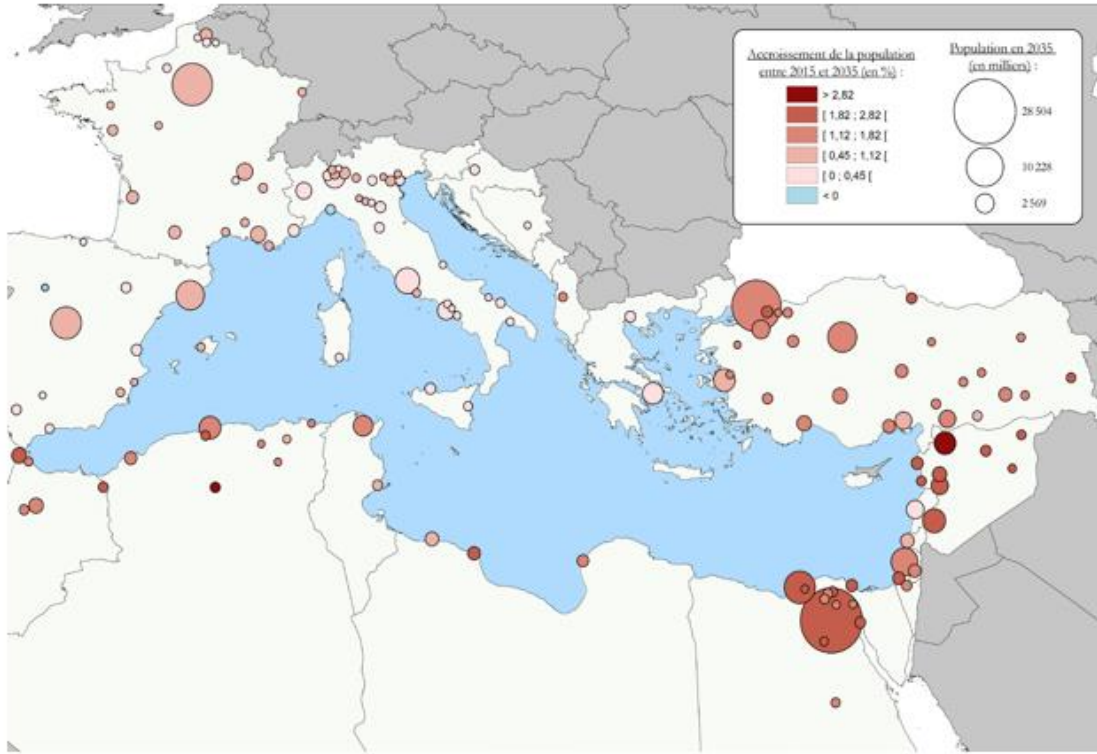 Accroissement de la population
entre 2015 et 2035 (en %) :
> 2,82
[ 1,82 ; 2,82 [
[ 1,12 ; 1,82 [
[ 0,45 ; 1,12 [
[ 0 ; 0,45 [
< 0
Population en 2035
(en milliers) :
28 504
10 228
2 569